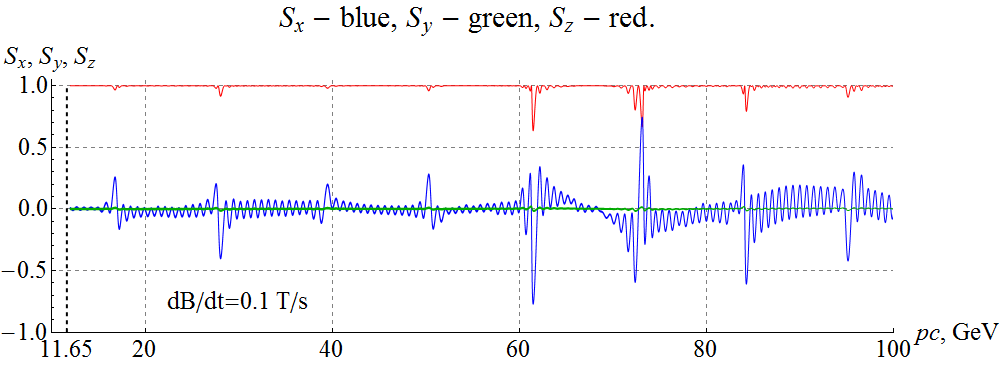 Sx – blue, Sy – green, Sz – red.
Sx, Sy, Sz
1.0
0.5
0.0
−0.5
−1.0
dB/dt=0.1 T/s
11.65 20 40 60 80 100
pc, GeV